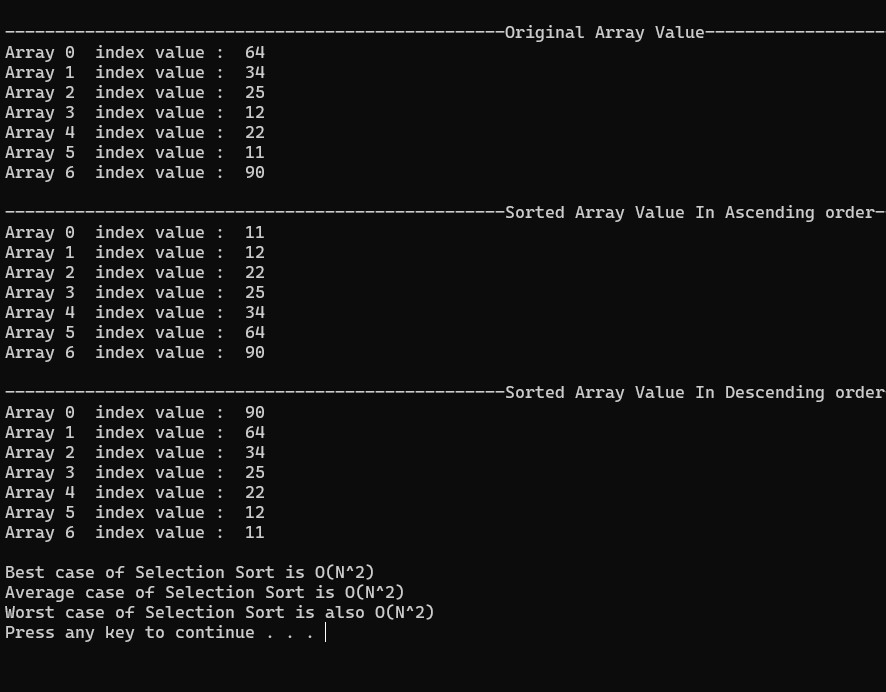 --------------------------------------------------Original Array Value------------------
Array 0  index value :  64
Array 1  index value :  34
Array 2  index value :  25
Array 3  index value :  12
Array 4  index value :  22
Array 5  index value :  11
Array 6  index value :  90
--------------------------------------------------Sorted Array Value In Ascending order-
Array 0  index value :  11
Array 1  index value :  12
Array 2  index value :  22
Array 3  index value :  25
Array 4  index value :  34
Array 5  index value :  64
Array 6  index value :  90
--------------------------------------------------Sorted Array Value In Descending order
Array 0  index value :  90
Array 1  index value :  64
Array 2  index value :  34
Array 3  index value :  25
Array 4  index value :  22
Array 5  index value :  12
Array 6  index value :  11
Best case of Selection Sort is O(N^2)
Average case of Selection Sort is O(N^2)
Worst case of Selection Sort is also O(N^2)
Press any key to continue . . .